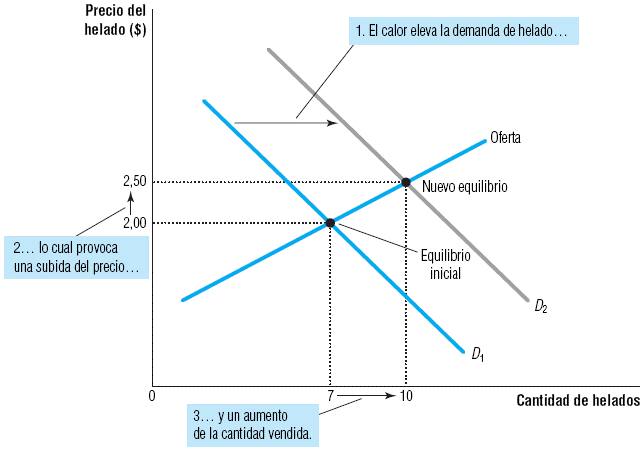 Precio del
helado ($)
1. El calor eleva la demanda de helado…
Oferta
2,50
Nuevo equilibrio
2,00
2… lo cual provoca
una subida del precio…
Equilibrio
inicial
D2
D1
0
7
10
Cantidad de helados
3… y un aumento
de la cantidad vendida.